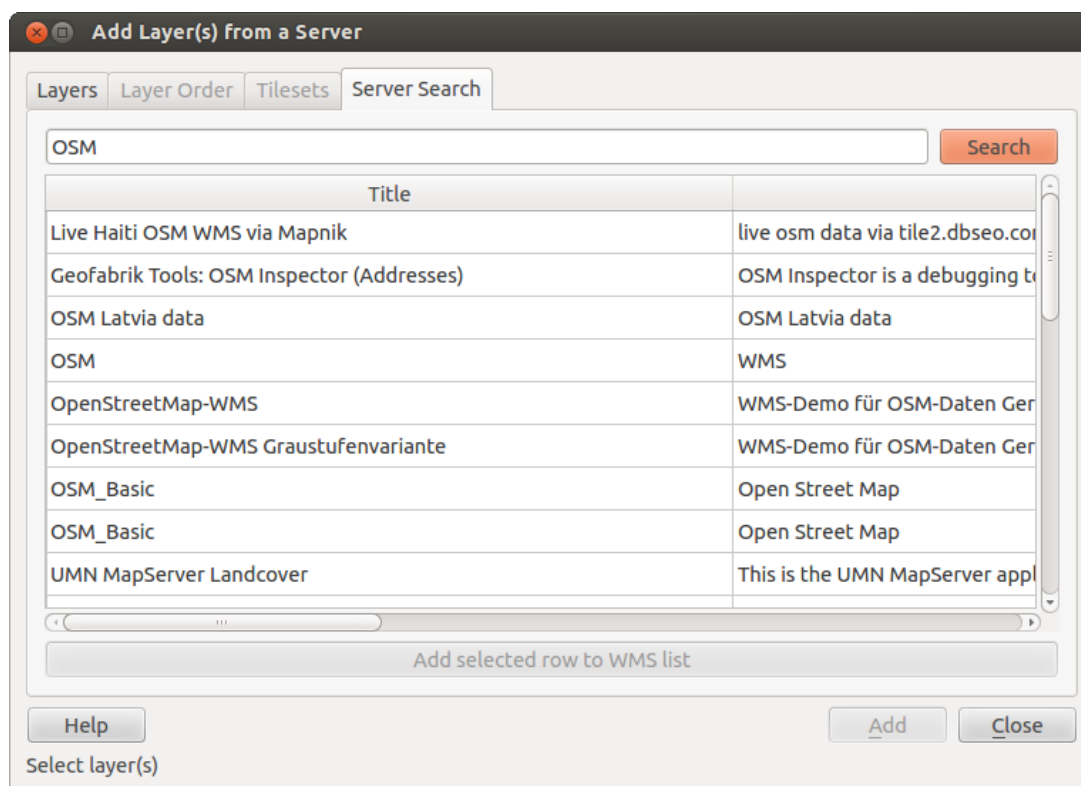 Add Layer(s) from a Server
Layers Layer Order Tilesets Server Search
OSM Search
Title
Live Haiti OSM WMS via Mapnik live osm data via tile2.dbseo.co
Geofabrik Tools: OSM Inspector (Addresses) OSM Inspector is a debugging t
OSM Latvia data OSM Latvia data
OSM WMS
OpenStreetMap-WMS WMS-Demo für OSM-Daten Ger
OpenStreetMap-WMS Graustufenvariante WMS-Demo für OSM-Daten Ger
OSM_Basic Open Street Map
OSM_Basic Open Street Map
UMN MapServer Landcover This is the UMN MapServer appl
Add selected row to WMS list
Help Add Close
Select layer(s)